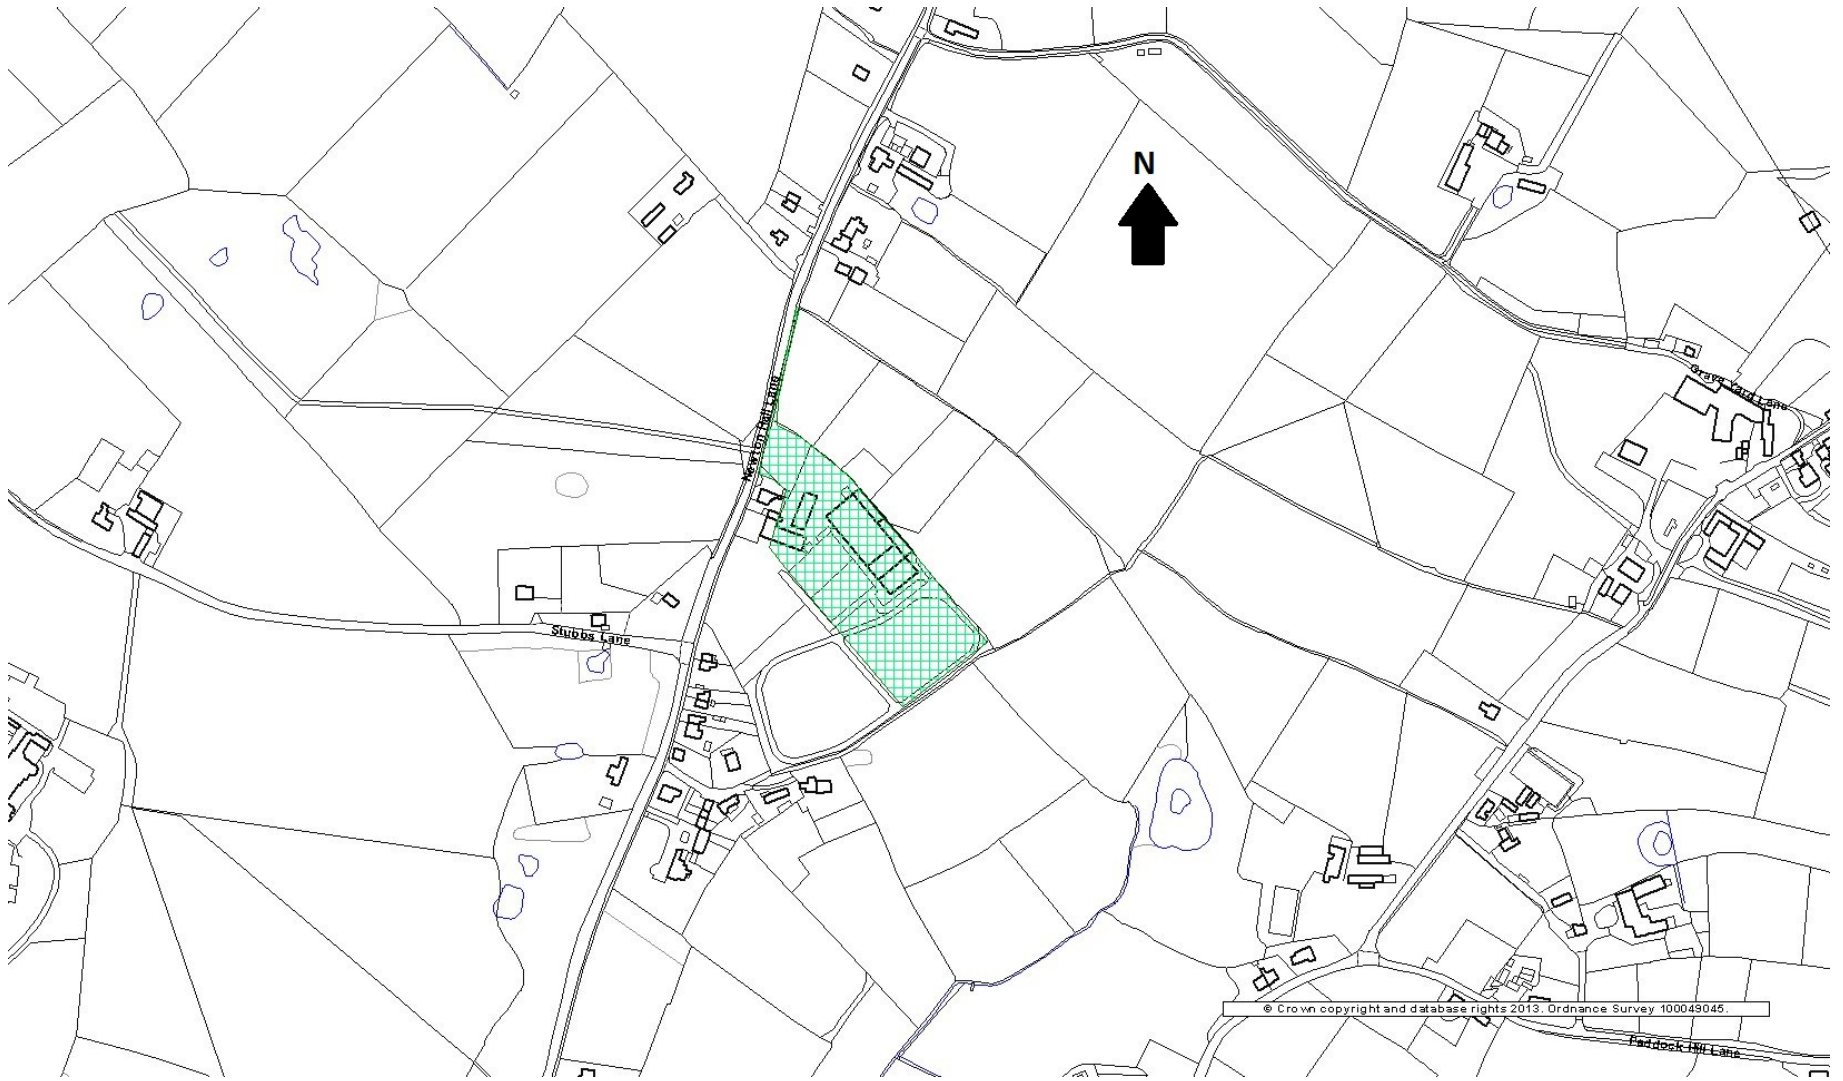 N
Grave Yard Lane
Newton Hall Lane
Stubbs Lane
© Crown copyright and database rights 2013. Ordnance Survey 100049045.
Paddock Hill Lane